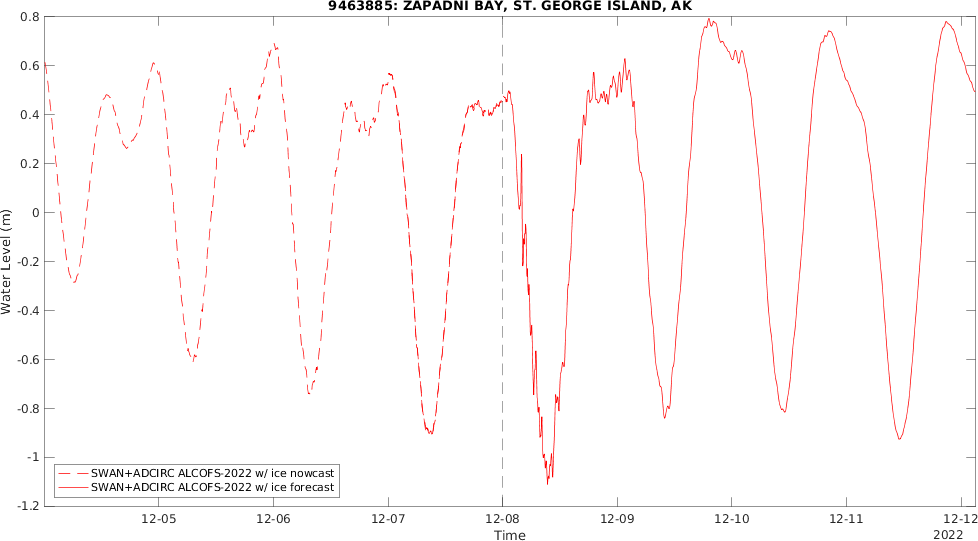 9463885: ZAPADNI BAY, ST. GEORGE ISLAND, AK
0.8
0.6
0.4
0.2
0
-0.2
-0.4
-0.6
-0.8
-1
-1.2
Water Level (m)
SWAN+ADCIRC ALCOFS-2022 w/ ice nowcast
SWAN+ADCIRC ALCOFS-2022 w/ ice forecast
12-05 12-06 12-07 12-08 12-09 12-10 12-11 12-12
Time 2022